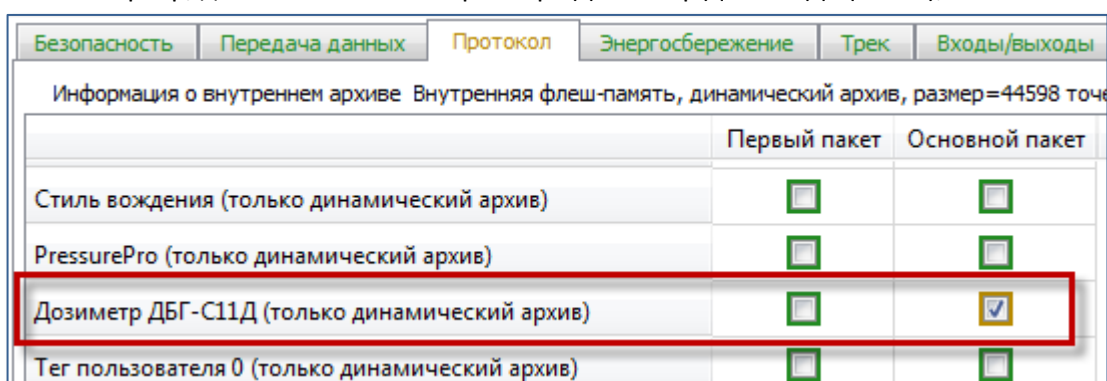 Безопасность Передача данных Протокол Энергосбережение Трек Входы/выходы
Информация о внутреннем архиве Внутренняя флеш-память, динамический архив, размер=44598
Первый пакет Основной пакет
Стиль вождения (только динамический архив)
PressurePro (только динамический архив)
Дозиметр ДБГ-С11Д (только динамический архив)
Тег пользователя 0 (только динамический архив)